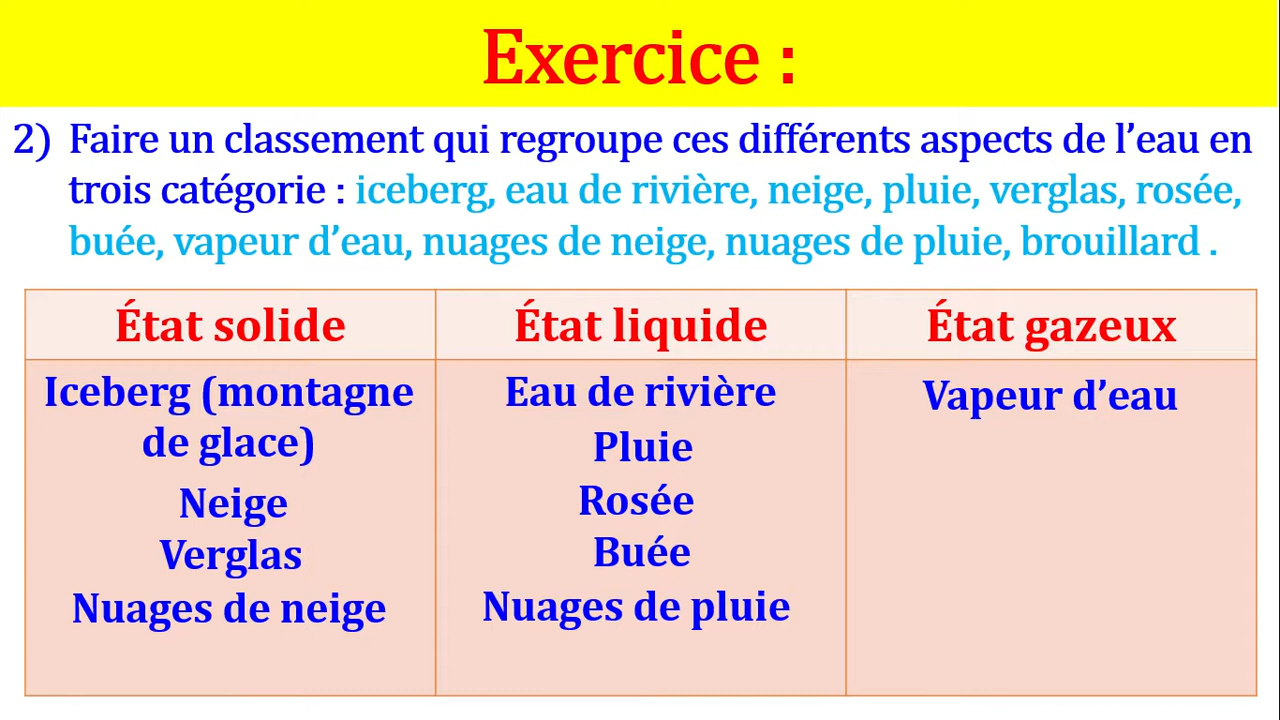 Exercice :
2) Faire un classement qui regroupe ces différents aspects de l’eau en
trois catégorie : iceberg, eau de rivière, neige, pluie, verglas, rosée,
buée, vapeur d’eau, nuages de neige, nuages de pluie, brouillard .
État solide
État liquide
État gazeux
Iceberg (montagne
de glace)
Neige
Verglas
Nuages de neige
Eau de rivière
Pluie
Rosée
Buée
Nuages de pluie
Vapeur d’eau